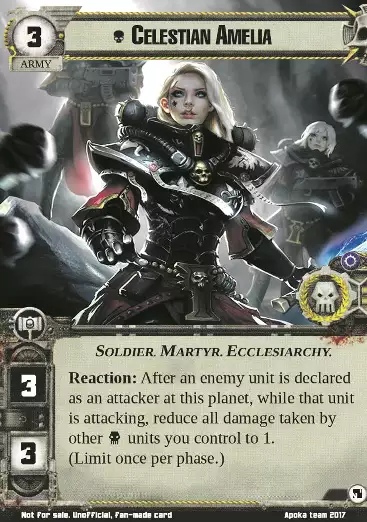 3
Celestian Amelia
ARMY
Soldier. Martyr. Ecclesiarchy.
3
3
Reaction: After an enemy unit is declared
as an attacker at this planet, while that
unit is attacking, reduce all damage taken by
other units you control to 1.
(Limit once per phase.)
Not for sale. Unofficial, fan-made card
Apoka team 2017